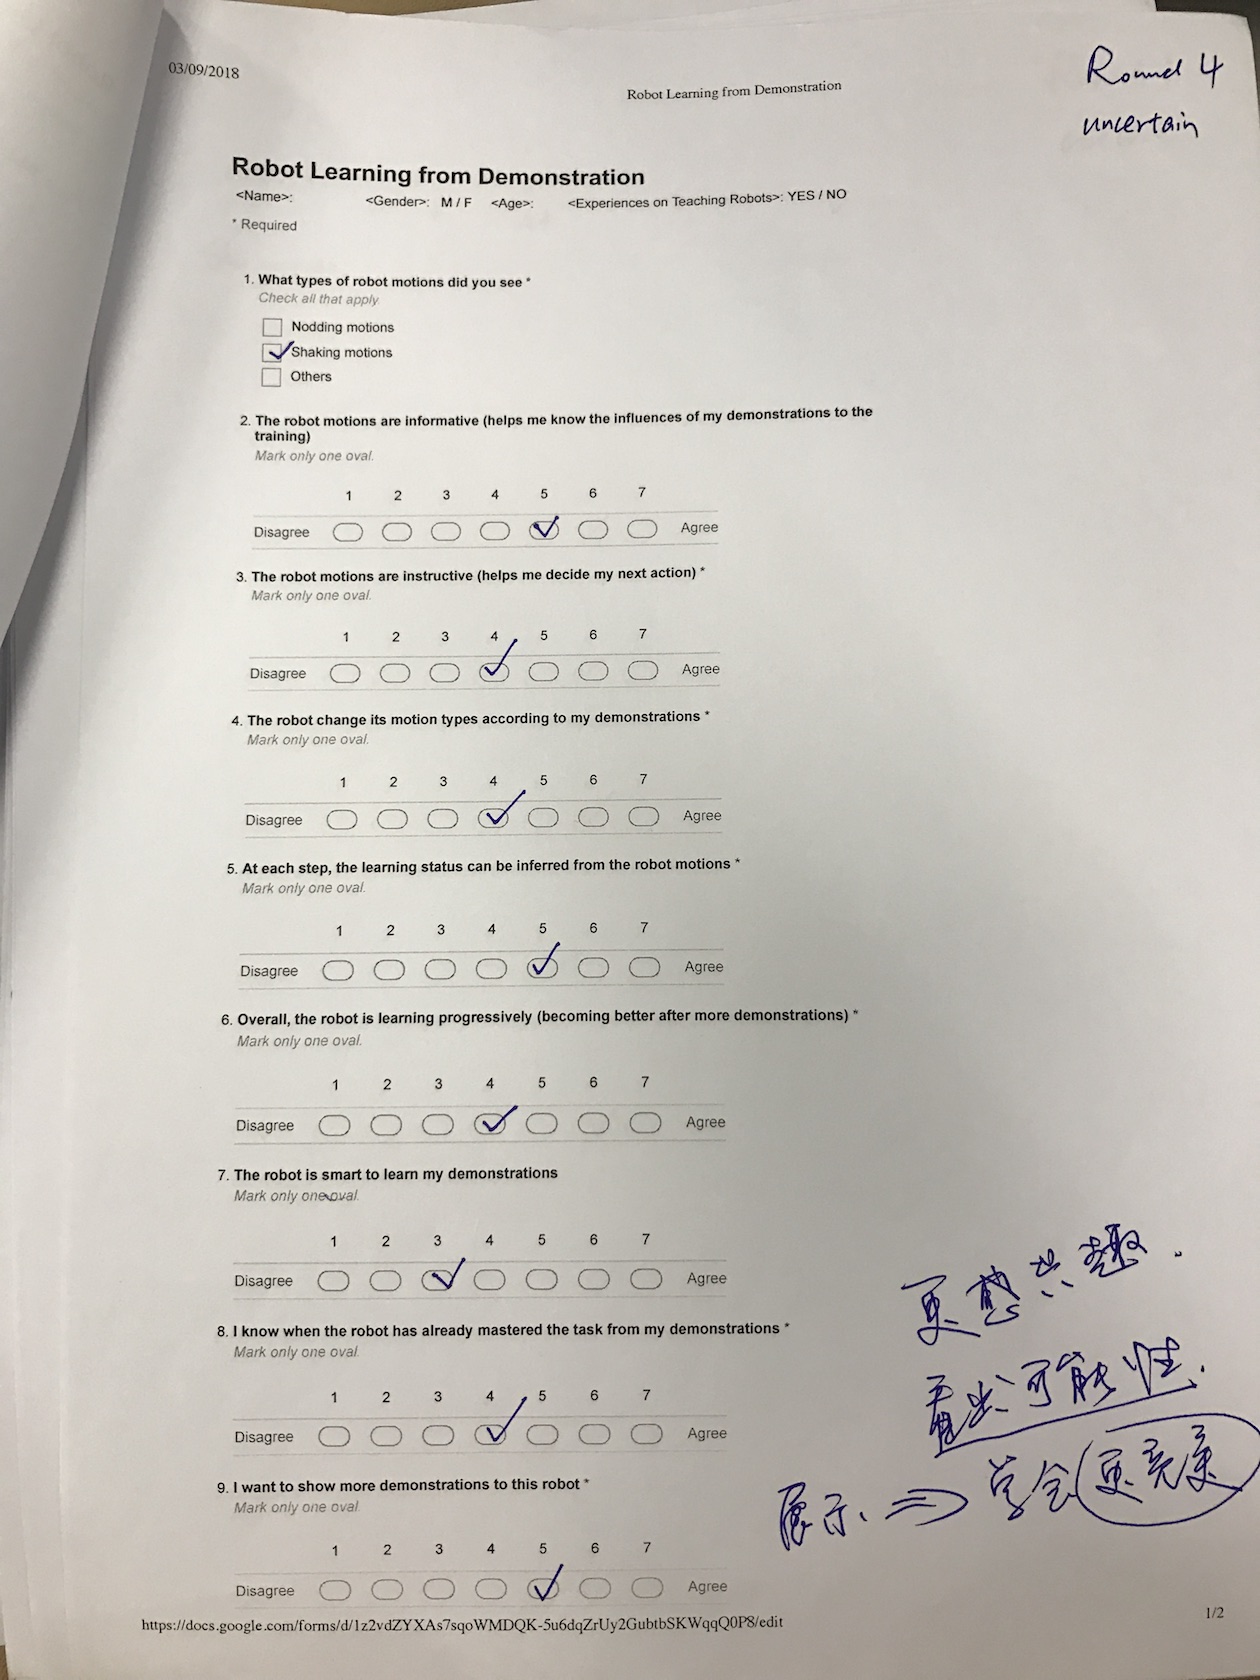 03/09/2018
Robot Learning from Demonstration
Round 4
uncertain
Robot Learning from Demonstration
<Name>: <Gender>: M / F <Age>: <Experiences on Teaching Robots>: YES / NO
* Required
1. What types of robot motions did you see *
Check all that apply.
Nodding motions
Shaking motions
Others
2. The robot motions are informative (helps me know the influences of my demonstrations to the
training)
Mark only one oval.
1 2 3 4 5 6 7
Disagree Agree
3. The robot motions are instructive (helps me decide my next action) *
Mark only one oval.
1 2 3 4 5 6 7
Disagree Agree
4. The robot change its motion types according to my demonstrations *
Mark only one oval.
1 2 3 4 5 6 7
Disagree Agree
5. At each step, the learning status can be inferred from the robot motions *
Mark only one oval.
1 2 3 4 5 6 7
Disagree Agree
6. Overall, the robot is learning progressively (becoming better after more demonstrations) *
Mark only one oval.
1 2 3 4 5 6 7
Disagree Agree
7. The robot is smart to learn my demonstrations
Mark only one oval.
1 2 3 4 5 6 7
Disagree Agree
8. I know when the robot has already mastered the task from my demonstrations *
Mark only one oval.
1 2 3 4 5 6 7
Disagree Agree
9. I want to show more demonstrations to this robot *
Mark only one oval.
1 2 3 4 5 6 7
Disagree Agree
更感兴趣.
看出可能性.
展示. ⇒ 学会更完美
https://docs.google.com/forms/d/1z2vdZYXAs7sqoWMDQK-5u6dqZrUy2GubtbSKWqqQ0P8/edit
1/2